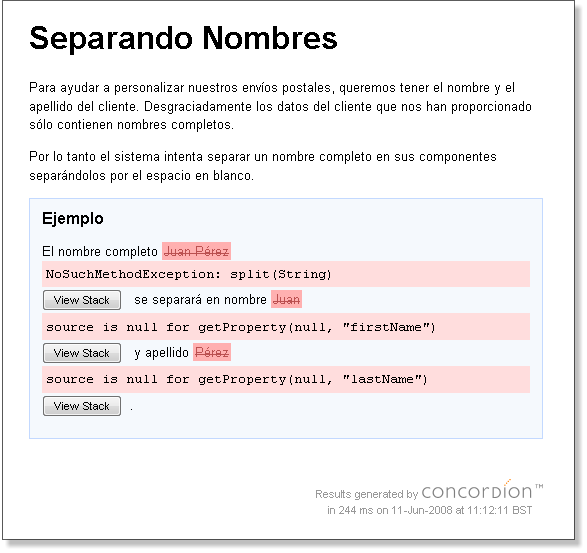 Separando Nombres
Para ayudar a personalizar nuestros envíos postales, queremos tener el nombre y el
apellido del cliente. Desgraciadamente los datos del cliente que nos han proporcionado
sólo contienen nombres completos.
Por lo tanto el sistema intenta separar un nombre completo en sus componentes
separándolos por el espacio en blanco.
Ejemplo
El nombre completo Juan Pérez
NoSuchMethodException: split(String)
View Stack se separará en nombre Juan
source is null for getProperty(null, "firstName")
View Stack y apellido Pérez
source is null for getProperty(null, "lastName")
View Stack .
Results generated by concordion™
in 244 ms on 11-Jun-2008 at 11:12:11 BST